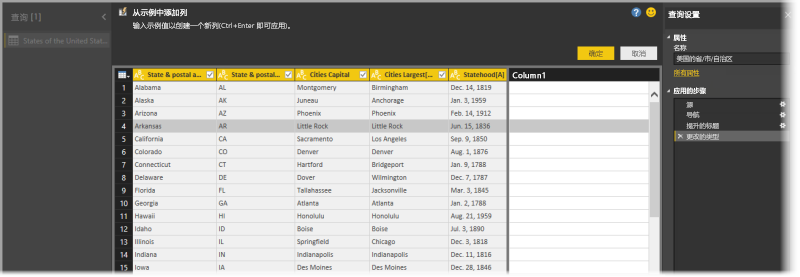 查询 [1]
States of the United Stat...
从示例中添加列
输入示例值以创建一个新列(Ctrl+Enter 即可应用)。
确定
取消
State & postal a... State & postal... Cities Capital Cities Largest[... Statehood[A] Column1
1 Alabama AL Montgomery Birmingham Dec. 14, 1819
2 Alaska AK Juneau Anchorage Jan. 3, 1959
3 Arizona AZ Phoenix Phoenix Feb. 14, 1912
4 Arkansas AR Little Rock Little Rock Jun. 15, 1836
5 California CA Sacramento Los Angeles Sep. 9, 1850
6 Colorado CO Denver Denver Aug. 1, 1876
7 Connecticut CT Hartford Bridgeport Jan. 9, 1788
8 Delaware DE Dover Wilmington Dec. 7, 1787
9 Florida FL Tallahassee Jacksonville Mar. 3, 1845
10 Georgia GA Atlanta Atlanta Jan. 2, 1788
11 Hawaii HI Honolulu Honolulu Aug. 21, 1959
12 Idaho ID Boise Boise Jul. 3, 1890
13 Illinois IL Springfield Chicago Dec. 3, 1818
14 Indiana IN Indianapolis Indianapolis Dec. 11, 1816
15 Iowa IA Des Moines Des Moines Dec. 28, 1846
查询设置
属性
名称
美国的省/市/自治区
所有属性
应用的步骤
源
导航
提升的标题
更改的类型